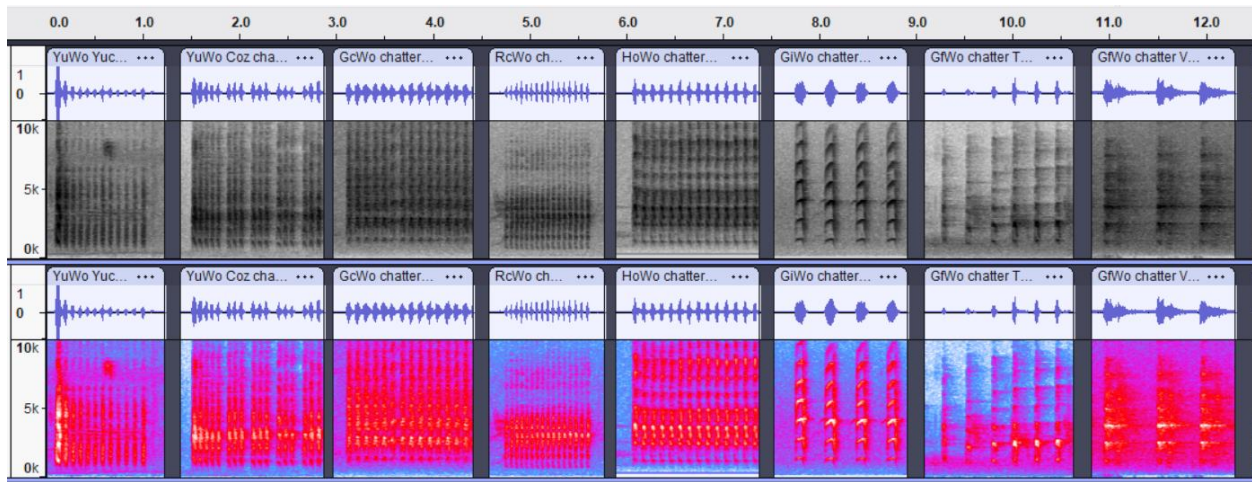 0.0 1.0 2.0 3.0 4.0 5.0 6.0 7.0 8.0 9.0 10.0 11.0 12.0
YuWo Yuc... ... YuWo Coz cha... ... GcWo chatter... ... RcWo ch... ... HoWo chatter... ... GiWo chatter... ... GfWo chatter T... ... GfWo chatter V... ...
1
0
10k
5k
0k
YuWo Yuc... ... YuWo Coz cha... ... GcWo chatter... ... RcWo ch... ... HoWo chatter... ... GiWo chatter... ... GfWo chatter T... ... GfWo chatter V... ...
1
0
10k
5k
0k